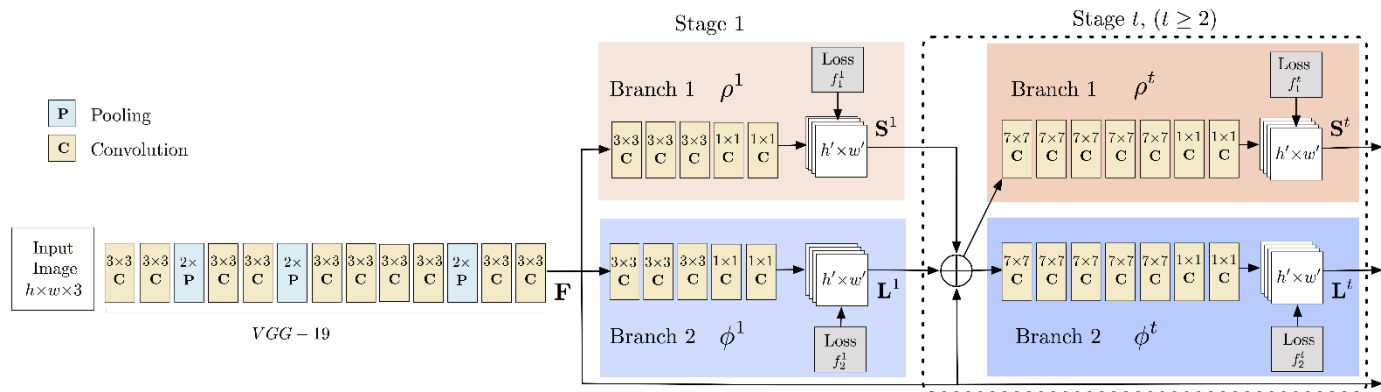 Stage 1
Stage t, (t ≥ 2)
P Pooling
C Convolution
Input
Image
h×w×3
3×3 3×3 2× 3×3 3×3 2× 3×3 3×3 3×3 3×3 2× 3×3 3×3
C C P C C P C C C C P C C
VGG − 19
F
Branch 1 ρ¹
Loss
f₁¹
3×3 3×3 3×3 1×1 1×1
C C C C C
h′×w′
S¹
3×3 3×3 3×3 1×1 1×1
C C C C C
h′×w′
L¹
Branch 2 ϕ¹
Loss
f₂¹
Branch 1 ρᵗ
Loss
f₁ᵗ
7×7 7×7 7×7 7×7 7×7 1×1 1×1
C C C C C C C
h′×w′
Sᵗ
7×7 7×7 7×7 7×7 7×7 1×1 1×1
C C C C C C C
h′×w′
Lᵗ
Branch 2 ϕᵗ
Loss
f₂ᵗ